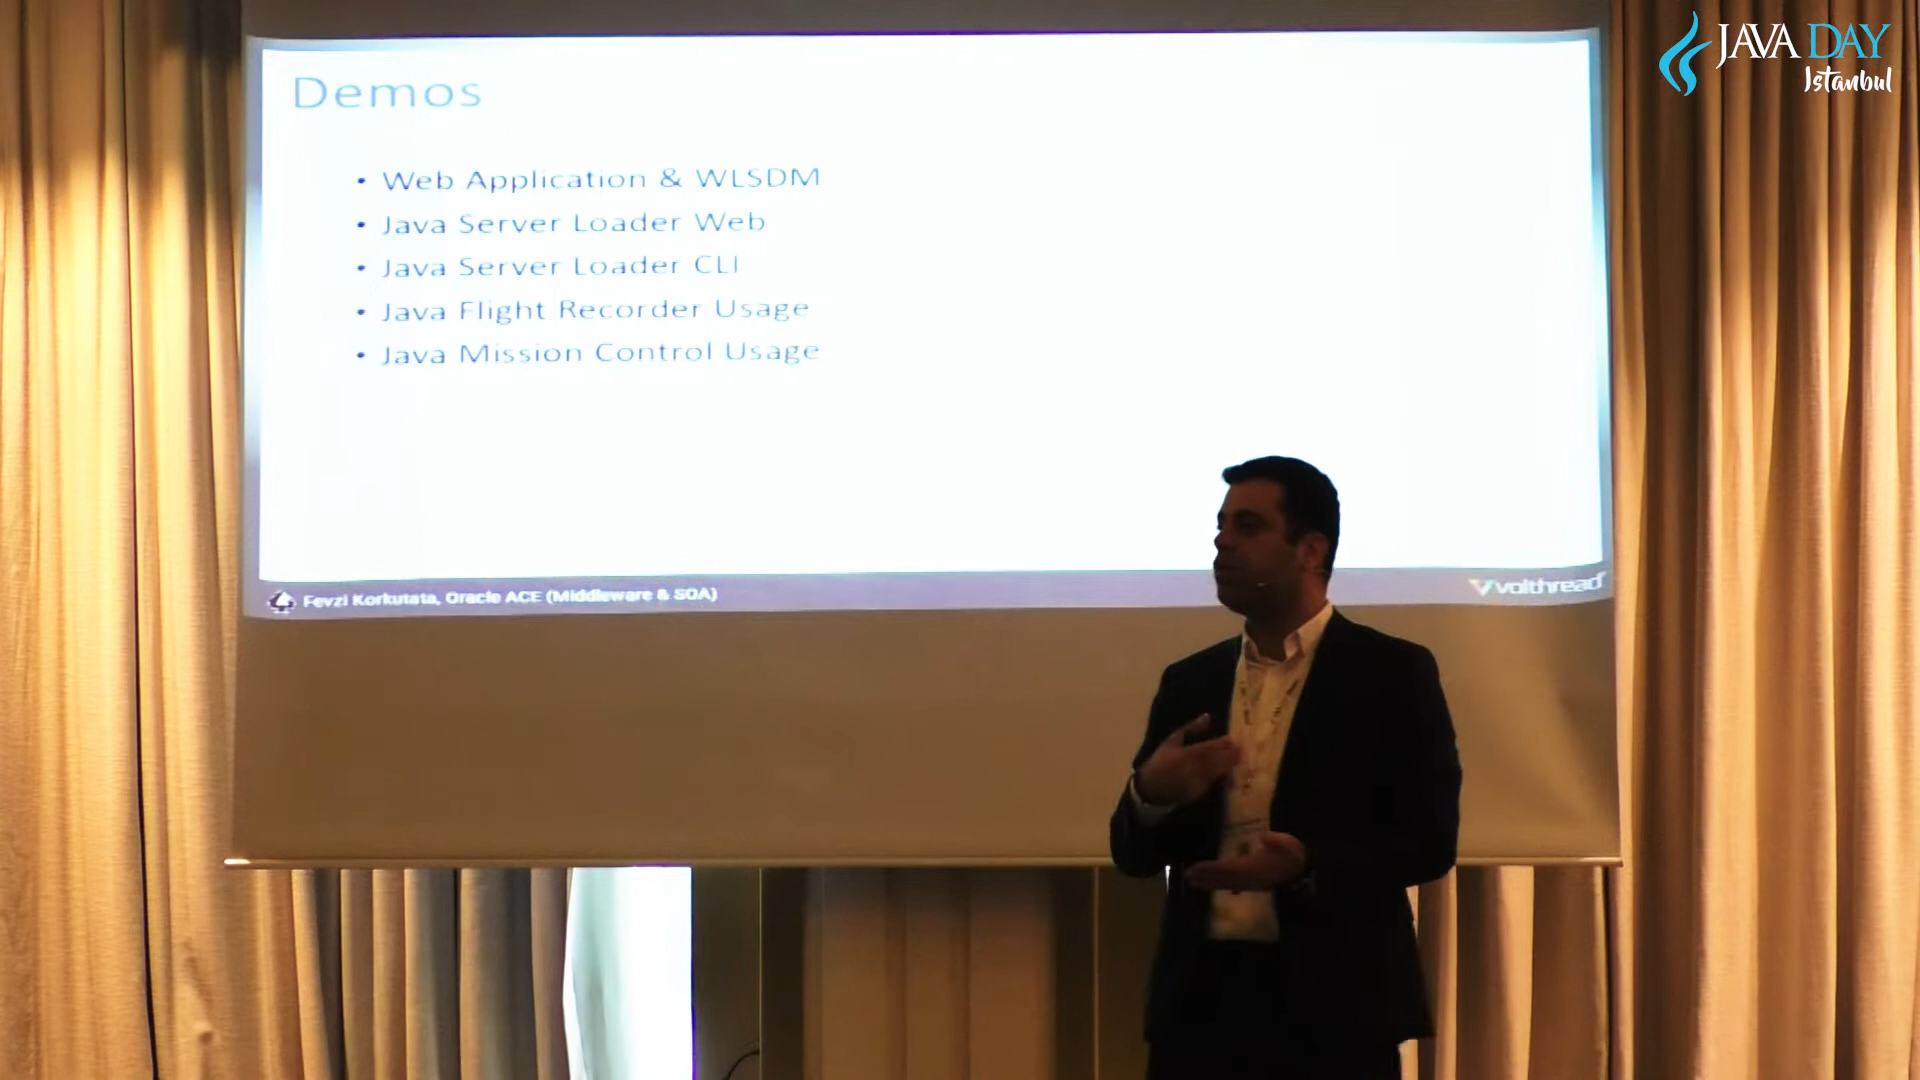 JAVA DAY
Istanbul
Demos
• Web Application & WLSDM
• Java Server Loader Web
• Java Server Loader CLI
• Java Flight Recorder Usage
• Java Mission Control Usage
Fevzi Korkutata, Oracle ACE (Middleware & SOA)
volthread